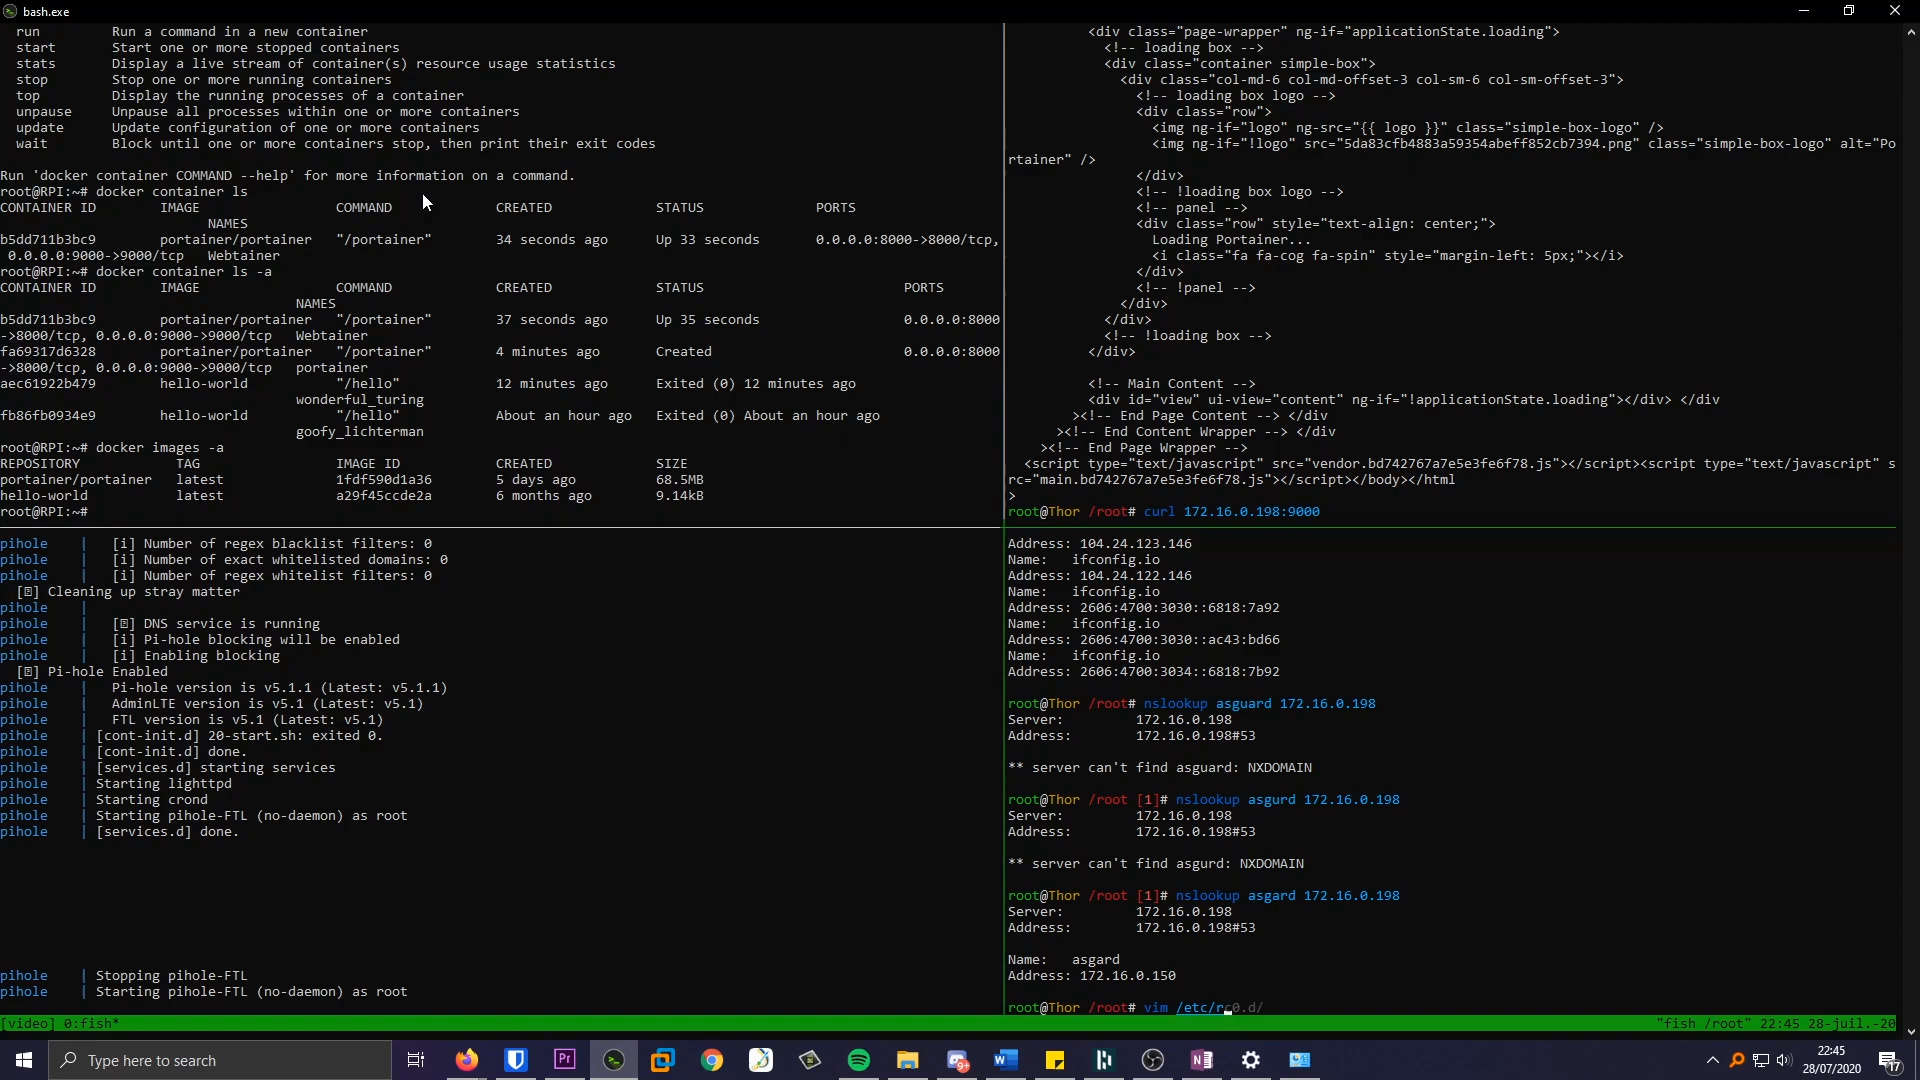 bash.exe
run Run a command in a new container
start Start one or more stopped containers
stats Display a live stream of container(s) resource usage statistics
stop Stop one or more running containers
top Display the running processes of a container
unpause Unpause all processes within one or more containers
update Update configuration of one or more containers
wait Block until one or more containers stop, then print their exit codes
Run 'docker container COMMAND --help' for more information on a command.
root@RPI:~# docker container ls
CONTAINER ID IMAGE COMMAND CREATED STATUS PORTS
NAMES
b5dd711b3bc9 portainer/portainer "/portainer" 34 seconds ago Up 33 seconds 0.0.0.0:8000->8000/tcp,
0.0.0.0:9000->9000/tcp Webtainer
root@RPI:~# docker container ls -a
CONTAINER ID IMAGE COMMAND CREATED STATUS PORTS
NAMES
b5dd711b3bc9 portainer/portainer "/portainer" 37 seconds ago Up 35 seconds 0.0.0.0:8000
->8000/tcp, 0.0.0.0:9000->9000/tcp Webtainer
fa69317d6328 portainer/portainer "/portainer" 4 minutes ago Created 0.0.0.0:8000
->8000/tcp, 0.0.0.0:9000->9000/tcp portainer
aec61922b479 hello-world "/hello" 12 minutes ago Exited (0) 12 minutes ago
wonderful_turing
fb86fb0934e9 hello-world "/hello" About an hour ago Exited (0) About an hour ago
goofy_lichterman
root@RPI:~# docker images -a
REPOSITORY TAG IMAGE ID CREATED SIZE
portainer/portainer latest 1fdf590d1a36 5 days ago 68.5MB
hello-world latest a29f45ccde2a 6 months ago 9.14kB
root@RPI:~#
<div class="page-wrapper" ng-if="applicationState.loading">
<!-- loading box -->
<div class="container simple-box">
<div class="col-md-6 col-md-offset-3 col-sm-6 col-sm-offset-3">
<!-- loading box logo -->
<div class="row">
<img ng-if="logo" ng-src="{{ logo }}" class="simple-box-logo" />
<img ng-if="!logo" src="5da83cfb4883a59354abeff852cb7394.png" class="simple-box-logo" alt="Po
rtainer" />
</div>
<!-- !loading box logo -->
<!-- panel -->
<div class="row" style="text-align: center;">
Loading Portainer...
<i class="fa fa-cog fa-spin" style="margin-left: 5px;"></i>
</div>
<!-- !panel -->
</div>
</div>
<!-- !loading box -->
</div>
<!-- Main Content -->
<div id="view" ui-view="content" ng-if="!applicationState.loading"></div> </div
><!-- End Page Content --> </div
><!-- End Content Wrapper --> </div
><!-- End Page Wrapper -->
<script type="text/javascript" src="vendor.bd742767a7e5e3fe6f78.js"></script><script type="text/javascript" s
rc="main.bd742767a7e5e3fe6f78.js"></script></body></html
>
root@Thor /root# curl 172.16.0.198:9000
pihole | [i] Number of regex blacklist filters: 0
pihole | [i] Number of exact whitelisted domains: 0
pihole | [i] Number of regex whitelist filters: 0
[?] Cleaning up stray matter
pihole |
pihole | [?] DNS service is running
pihole | [i] Pi-hole blocking will be enabled
pihole | [i] Enabling blocking
[?] Pi-hole Enabled
pihole | Pi-hole version is v5.1.1 (Latest: v5.1.1)
pihole | AdminLTE version is v5.1 (Latest: v5.1)
pihole | FTL version is v5.1 (Latest: v5.1)
pihole | [cont-init.d] 20-start.sh: exited 0.
pihole | [cont-init.d] done.
pihole | [services.d] starting services
pihole | Starting lighttpd
pihole | Starting crond
pihole | Starting pihole-FTL (no-daemon) as root
pihole | [services.d] done.
pihole | Stopping pihole-FTL
pihole | Starting pihole-FTL (no-daemon) as root
Address: 104.24.123.146
Name: ifconfig.io
Address: 104.24.122.146
Name: ifconfig.io
Address: 2606:4700:3030::6818:7a92
Name: ifconfig.io
Address: 2606:4700:3030::ac43:bd66
Name: ifconfig.io
Address: 2606:4700:3034::6818:7b92
root@Thor /root# nslookup asguard 172.16.0.198
Server: 172.16.0.198
Address: 172.16.0.198#53
** server can't find asguard: NXDOMAIN
root@Thor /root [1]# nslookup asgurd 172.16.0.198
Server: 172.16.0.198
Address: 172.16.0.198#53
** server can't find asgurd: NXDOMAIN
root@Thor /root [1]# nslookup asgard 172.16.0.198
Server: 172.16.0.198
Address: 172.16.0.198#53
Name: asgard
Address: 172.16.0.150
root@Thor /root# vim /etc/rc0.d/
[video] 0:fish* "fish /root" 22:45 28-juil.-20
Type here to search
22:45
28/07/2020
17